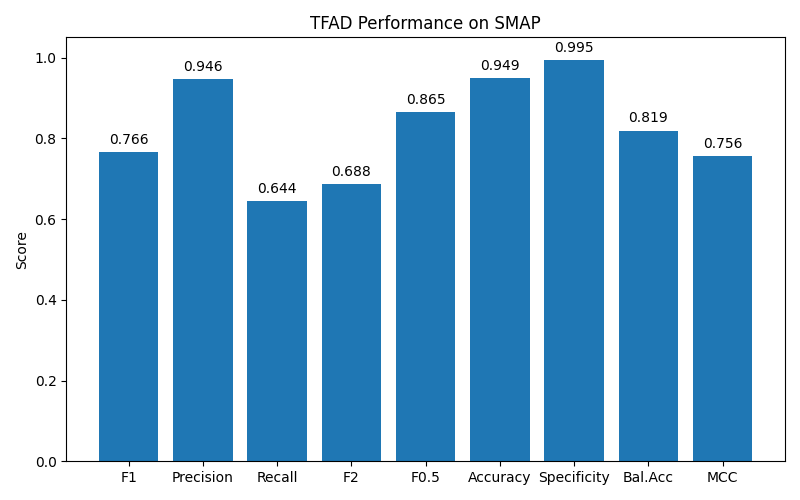 TFAD Performance on SMAP
Score
1.0
0.8
0.6
0.4
0.2
0.0
0.766
0.946
0.644
0.688
0.865
0.949
0.995
0.819
0.756
F1
Precision
Recall
F2
F0.5
Accuracy
Specificity
Bal.Acc
MCC